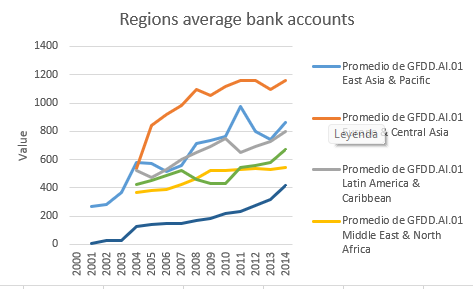 Regions average bank accounts
1400
1200
1000
800
600
400
200
0
Value
2000
2001
2002
2003
2004
2005
2006
2007
2008
2009
2010
2011
2012
2013
2014
Promedio de GFDD.AI.01
East Asia & Pacific
Promedio de GFDD.AI.01
& Central Asia
Leyenda
Promedio de GFDD.AI.01
Latin America &
Caribbean
Promedio de GFDD.AI.01
Middle East & North
Africa